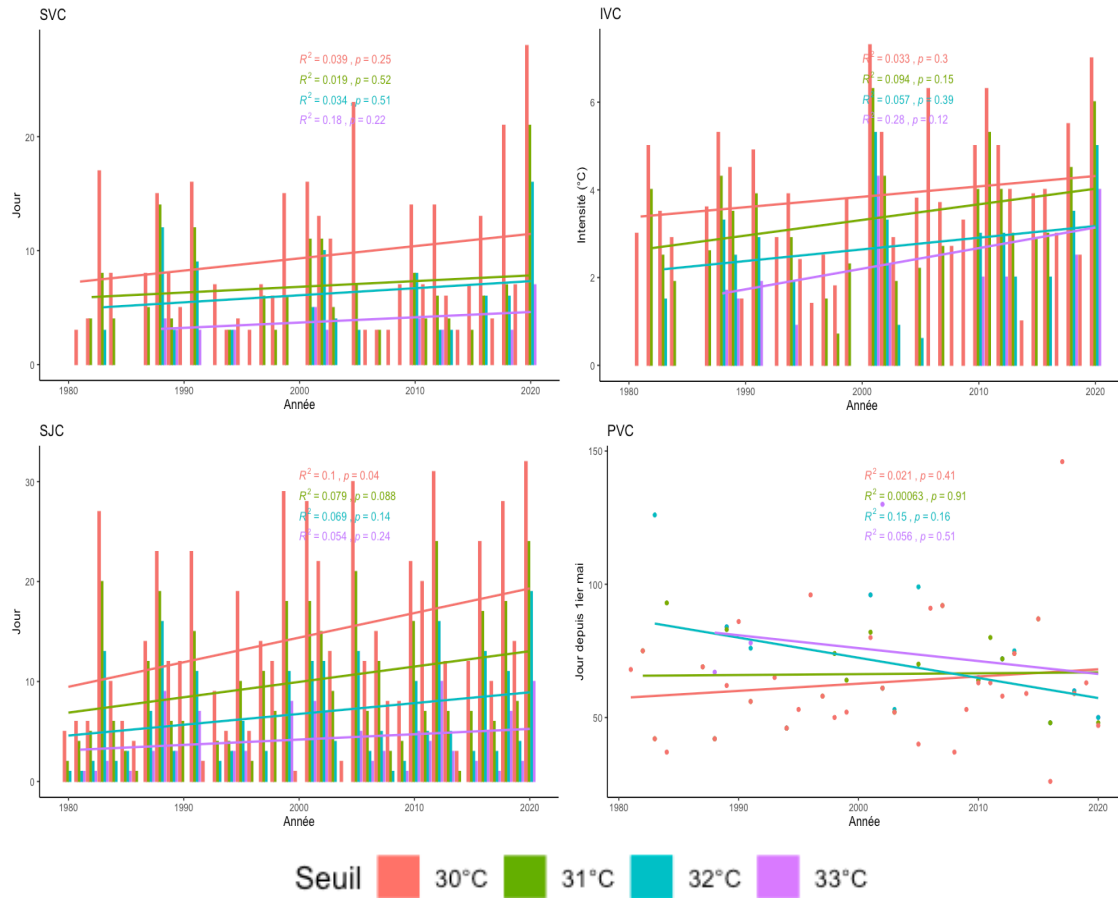 SVC
R² = 0.039 , p = 0.25
R² = 0.019 , p = 0.52
R² = 0.034 , p = 0.51
R² = 0.18 , p = 0.22
20
10
0
Jour
1980 1990 2000 2010 2020
Année
IVC
R² = 0.033 , p = 0.3
R² = 0.094 , p = 0.15
R² = 0.057 , p = 0.39
R² = 0.28 , p = 0.12
6
4
2
0
Intensité (°C)
1980 1990 2000 2010 2020
Année
SJC
R² = 0.1 , p = 0.04
R² = 0.079 , p = 0.088
R² = 0.069 , p = 0.14
R² = 0.054 , p = 0.24
30
20
10
0
Jour
1980 1990 2000 2010 2020
Année
PVC
R² = 0.021 , p = 0.41
R² = 0.00063 , p = 0.91
R² = 0.15 , p = 0.16
R² = 0.056 , p = 0.51
150
100
50
Jour depuis 1ier mai
1980 1990 2000 2010 2020
Année
Seuil 30°C 31°C 32°C 33°C